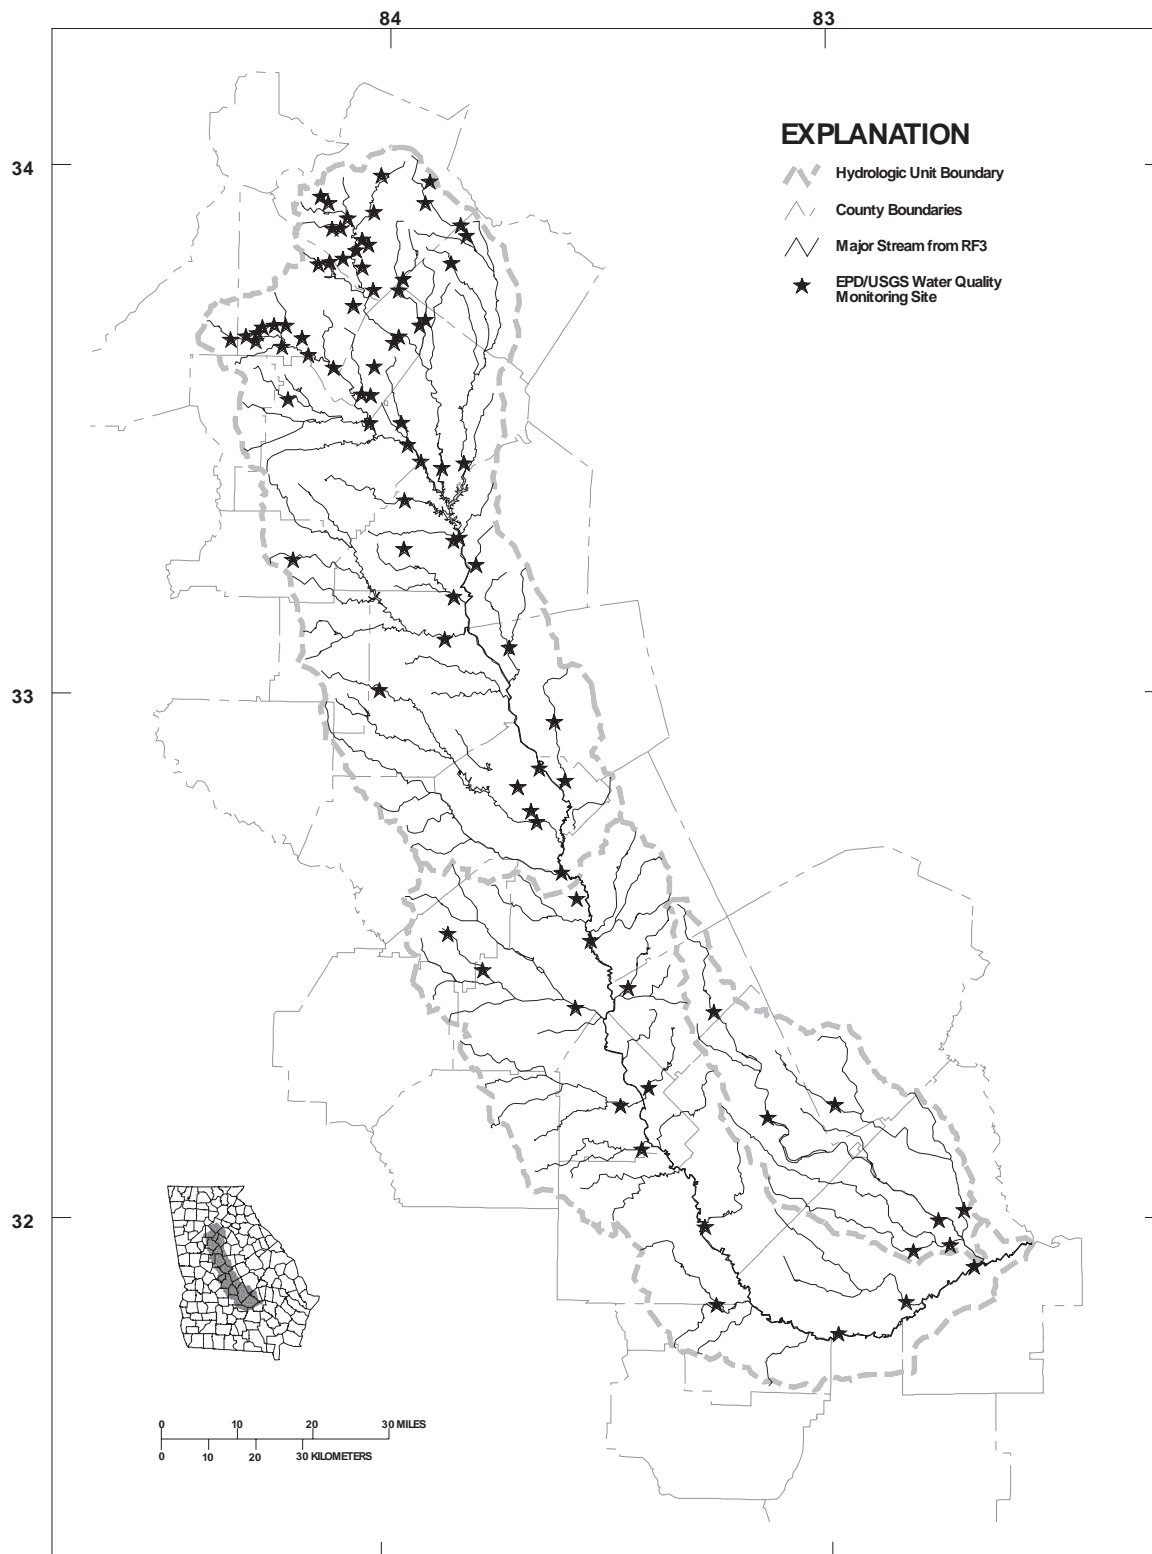 84
83
34
EXPLANATION
Hydrologic Unit Boundary
County Boundaries
Major Stream from RF3
EPD/USGS Water Quality
Monitoring Site
33
32
0
10
20
30 MILES
0
10
20
30 KILOMETERS